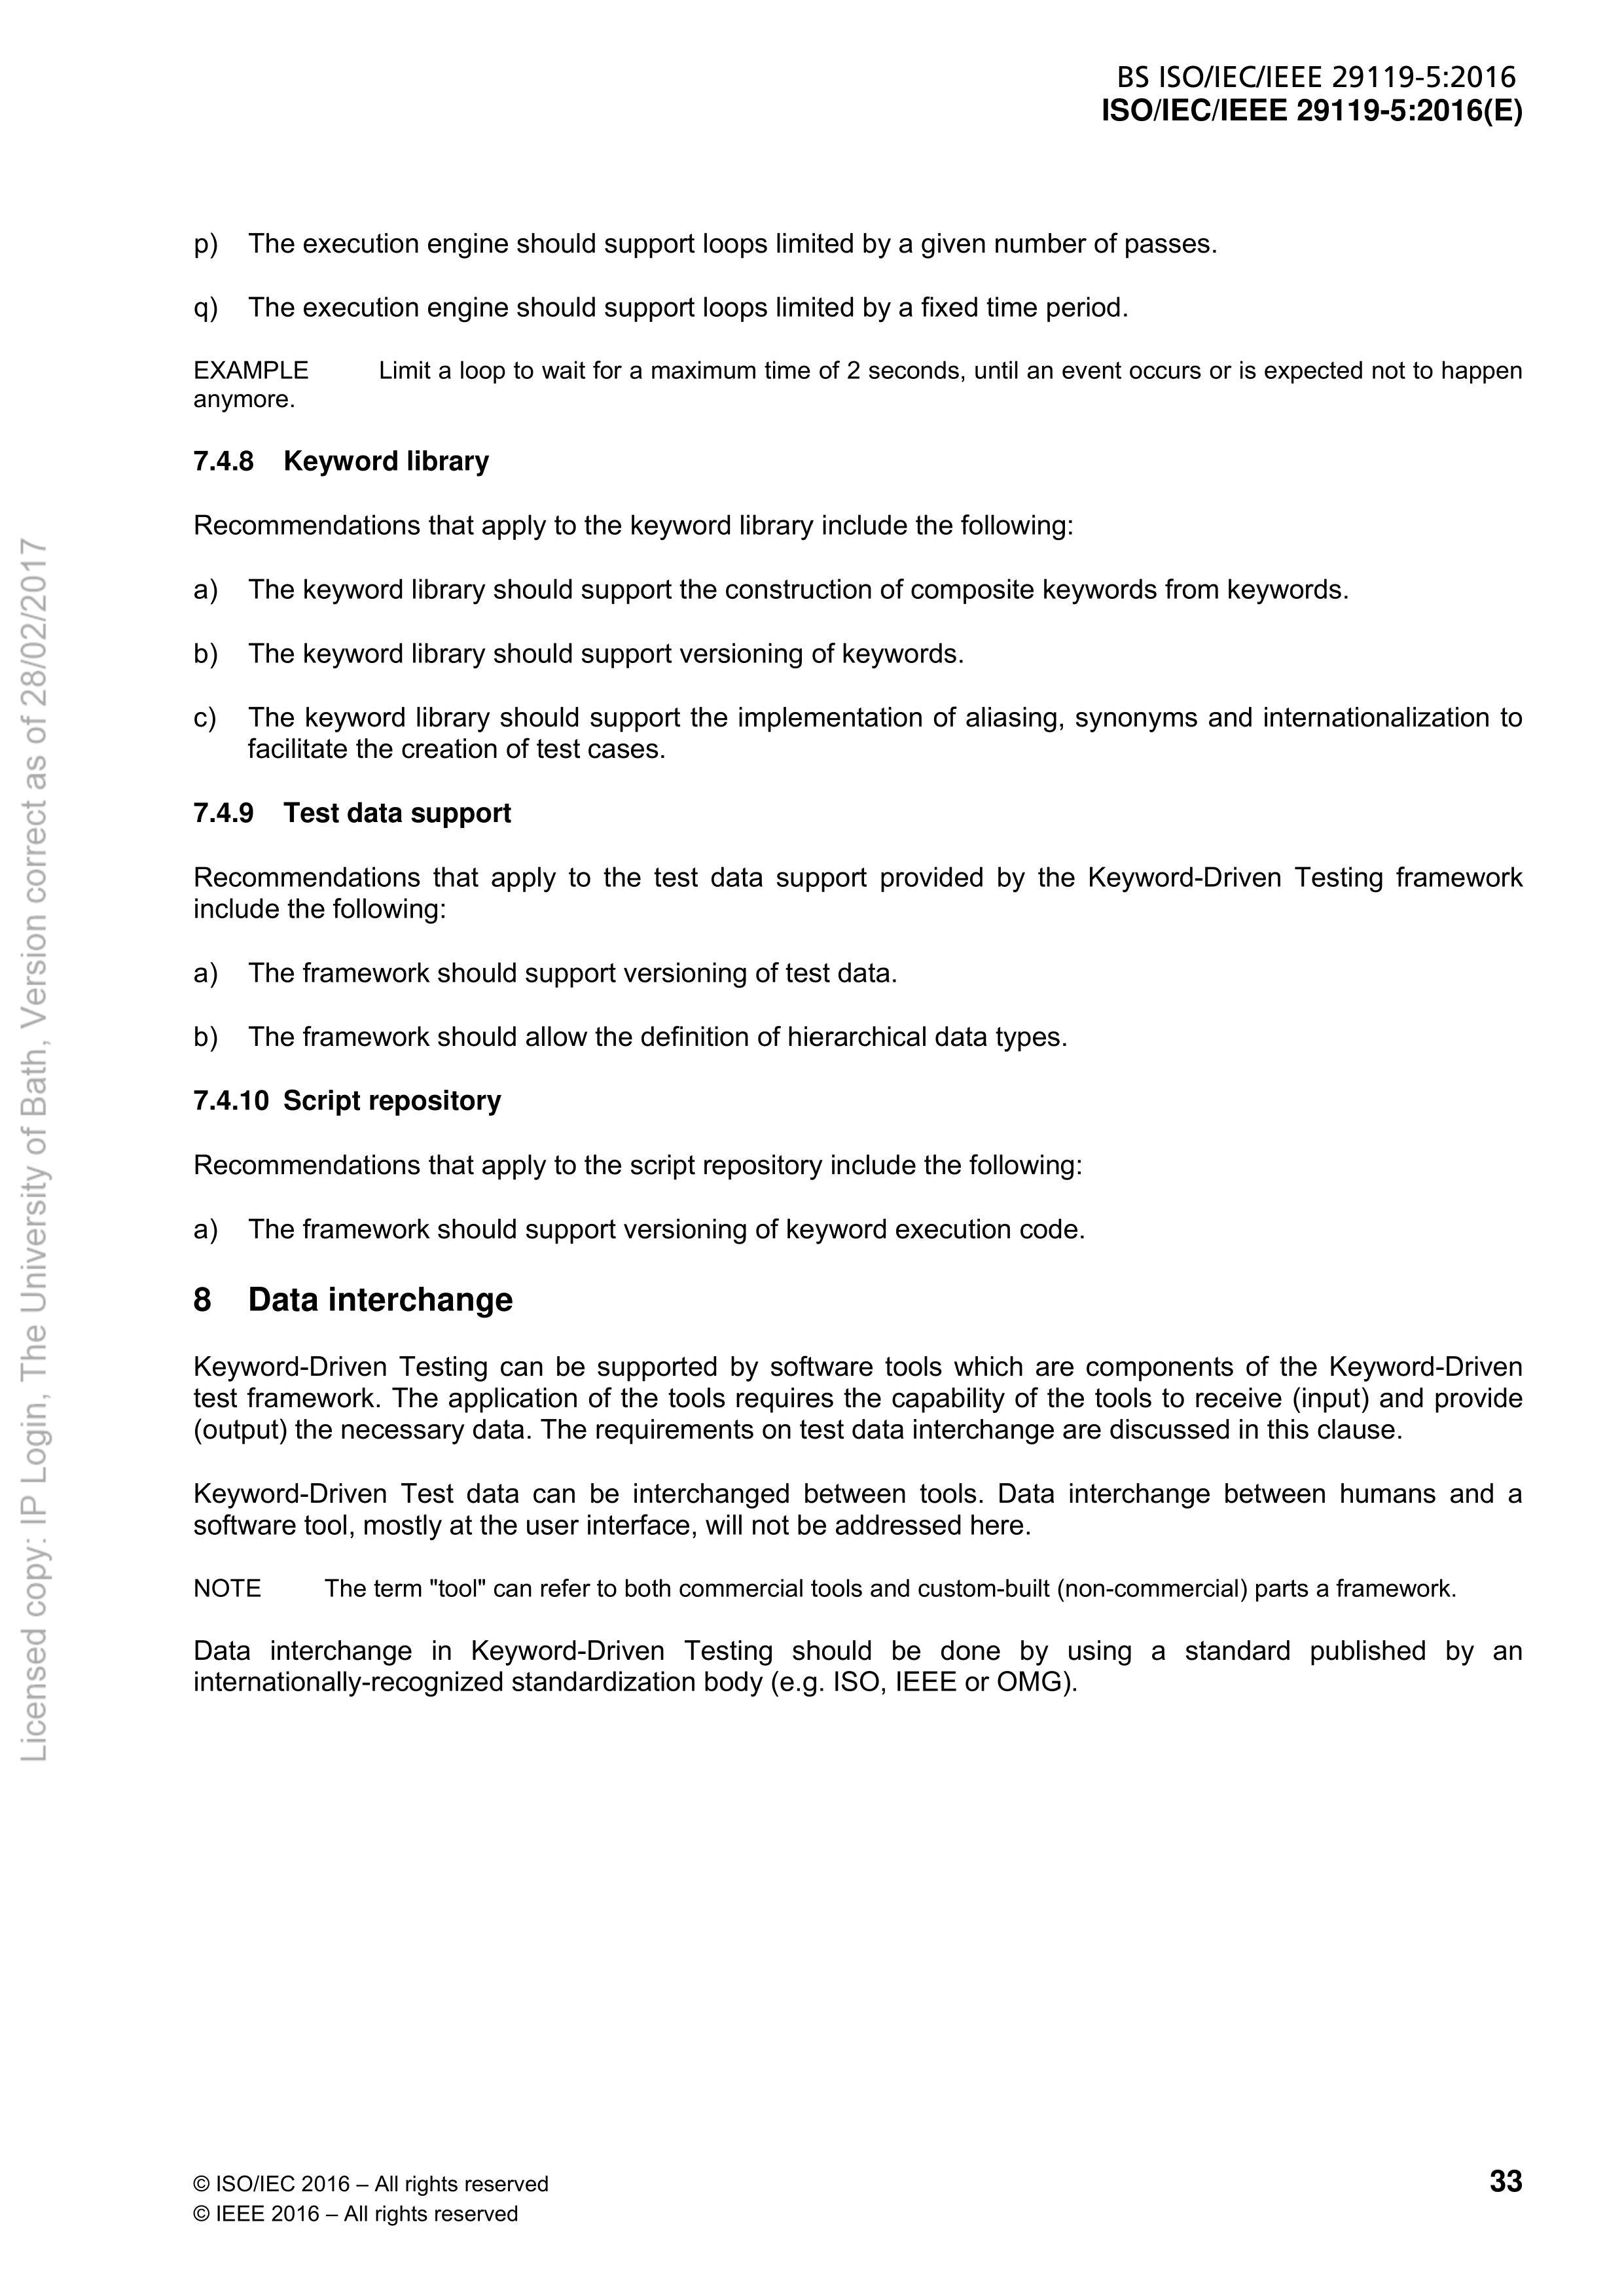 BS ISO/IEC/IEEE 29119-5:2016
ISO/IEC/IEEE 29119-5:2016(E)
p) The execution engine should support loops limited by a given number of passes.
q) The execution engine should support loops limited by a fixed time period.
EXAMPLE Limit a loop to wait for a maximum time of 2 seconds, until an event occurs or is expected not to happen
anymore.
7.4.8 Keyword library
Recommendations that apply to the keyword library include the following:
a) The keyword library should support the construction of composite keywords from keywords.
b) The keyword library should support versioning of keywords.
c) The keyword library should support the implementation of aliasing, synonyms and internationalization to
facilitate the creation of test cases.
7.4.9 Test data support
Recommendations that apply to the test data support provided by the Keyword-Driven Testing framework
include the following:
a) The framework should support versioning of test data.
b) The framework should allow the definition of hierarchical data types.
7.4.10 Script repository
Recommendations that apply to the script repository include the following:
a) The framework should support versioning of keyword execution code.
8 Data interchange
Keyword-Driven Testing can be supported by software tools which are components of the Keyword-Driven
test framework. The application of the tools requires the capability of the tools to receive (input) and provide
(output) the necessary data. The requirements on test data interchange are discussed in this clause.
Keyword-Driven Test data can be interchanged between tools. Data interchange between humans and a
software tool, mostly at the user interface, will not be addressed here.
NOTE The term "tool" can refer to both commercial tools and custom-built (non-commercial) parts a framework.
Data interchange in Keyword-Driven Testing should be done by using a standard published by an
internationally-recognized standardization body (e.g. ISO, IEEE or OMG).
© ISO/IEC 2016 – All rights reserved
© IEEE 2016 – All rights reserved
33
Licensed copy: IP Login, The University of Bath, Version correct as of 28/02/2017